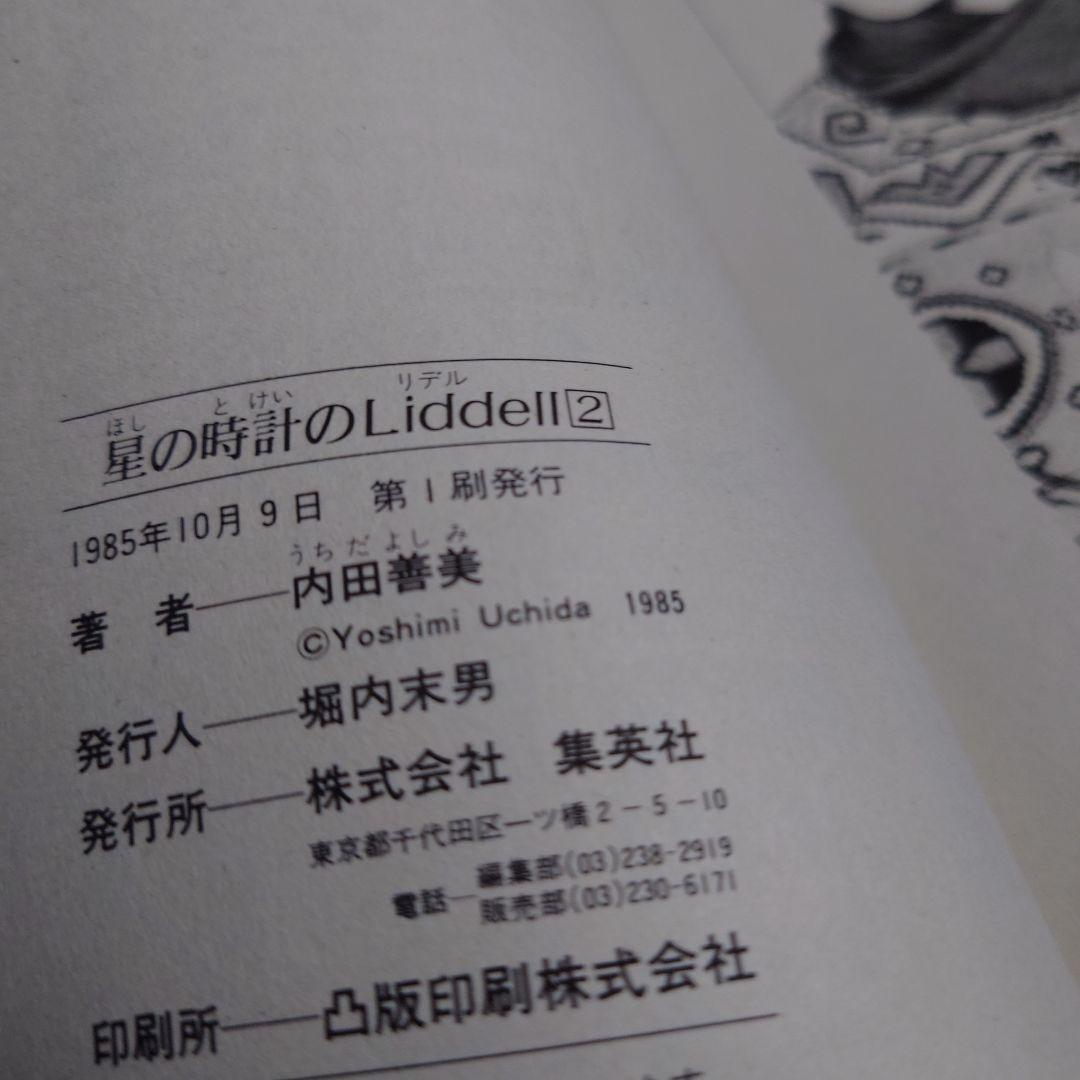 星の時計のLiddell2
ほし と けい リデル
1985年10月9日 第1刷発行
うち だ よし み
著 者――内田善美
©Yoshimi Uchida 1985
発行人――堀内末男
発行所――株式会社 集英社
東京都千代田区一ツ橋2-5-10
電話―編集部(03)238-2919
販売部(03)230-6171
印刷所――凸版印刷株式会社